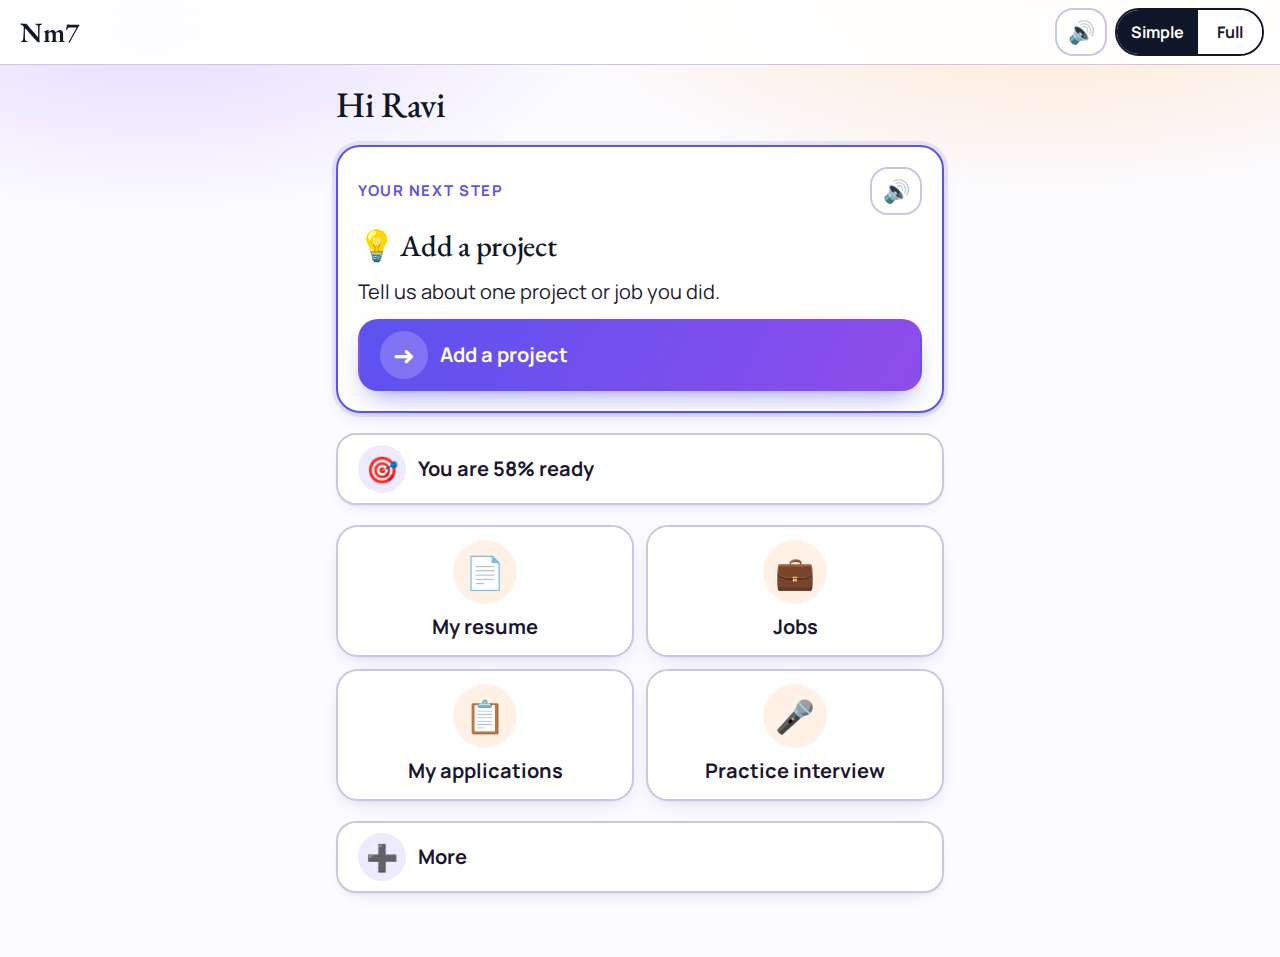 Nm7
Simple
Full
Hi Ravi
YOUR NEXT STEP
Add a project
Tell us about one project or job you did.
Add a project
You are 58% ready
My resume
Jobs
My applications
Practice interview
More